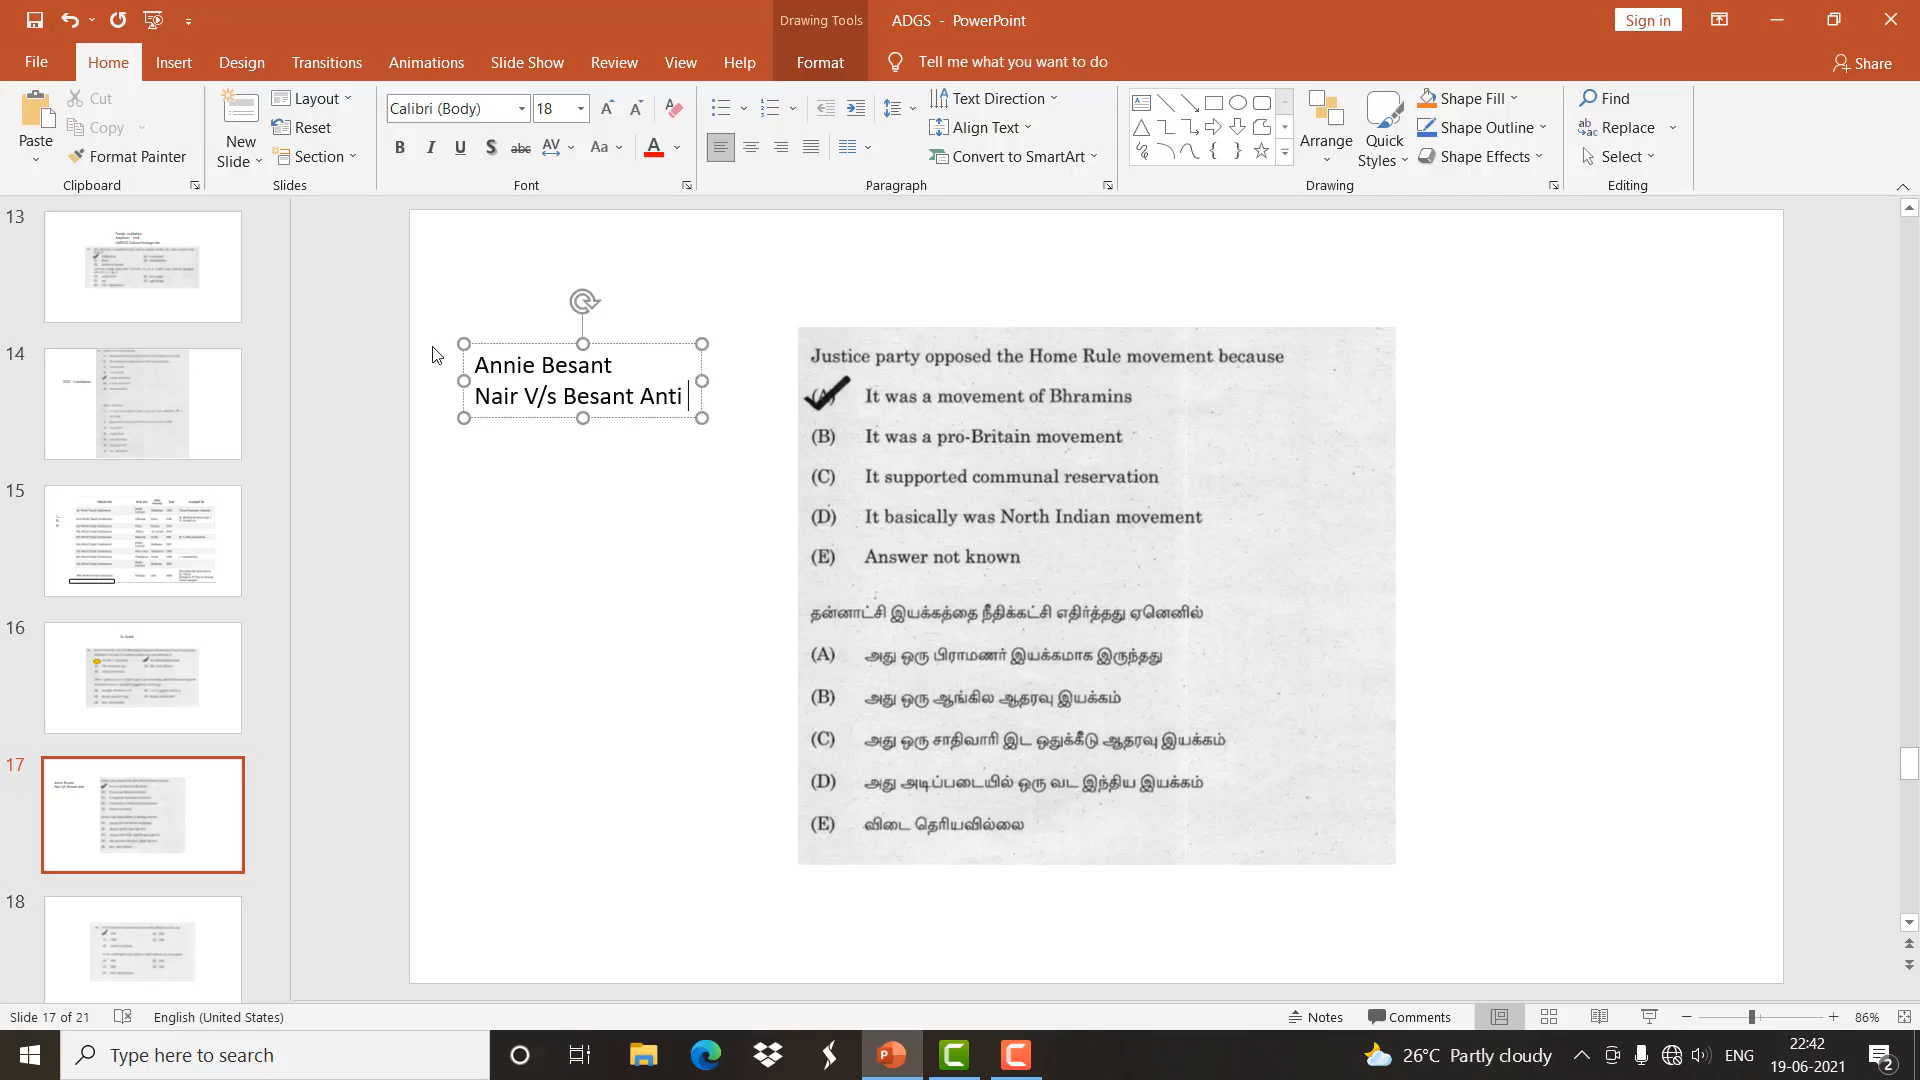 Drawing Tools
ADGS - PowerPoint
Sign in
File
Home
Insert
Design
Transitions
Animations
Slide Show
Review
View
Help
Format
Tell me what you want to do
Share
Paste
Cut
Copy
Format Painter
Clipboard
New
Slide
Layout
Reset
Section
Slides
Calibri (Body)
18
Font
Text Direction
Align Text
Convert to SmartArt
Paragraph
Arrange
Quick
Styles
Shape Fill
Shape Outline
Shape Effects
Drawing
Find
Replace
Select
Editing
13
14
15
16
17
18
Annie Besant
Nair V/s Besant Anti
Justice party opposed the Home Rule movement because
(A) It was a movement of Bhramins
(B) It was a pro-Britain movement
(C) It supported communal reservation
(D) It basically was North Indian movement
(E) Answer not known
தன்னாட்சி இயக்கத்தை நீதிக்கட்சி எதிர்த்தது ஏனெனில்
(A) அது ஒரு பிராமணர் இயக்கமாக இருந்தது
(B) அது ஒரு ஆங்கில ஆதரவு இயக்கம்
(C) அது ஒரு சாதிவாரி இட ஒதுக்கீடு ஆதரவு இயக்கம்
(D) அது அடிப்படையில் ஒரு வட இந்திய இயக்கம்
(E) விடை தெரியவில்லை
Slide 17 of 21
English (United States)
Notes
Comments
86%
Type here to search
26°C Partly cloudy
ENG
22:42
19-06-2021
2